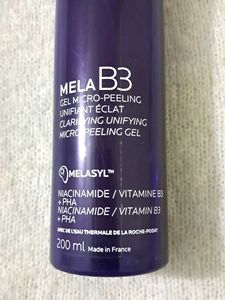 MELA B3
GEL MICRO-PEELING
UNIFIANT ÉCLAT
CLARIFYING UNIFYING
MICRO-PEELING GEL
MELASYL™
NIACINAMIDE / VITAMINE B3
+ PHA
NIACINAMIDE / VITAMIN B3
+ PHA
AVEC DE L'EAU THERMALE DE LA ROCHE-POSAY
200 ml Made in France